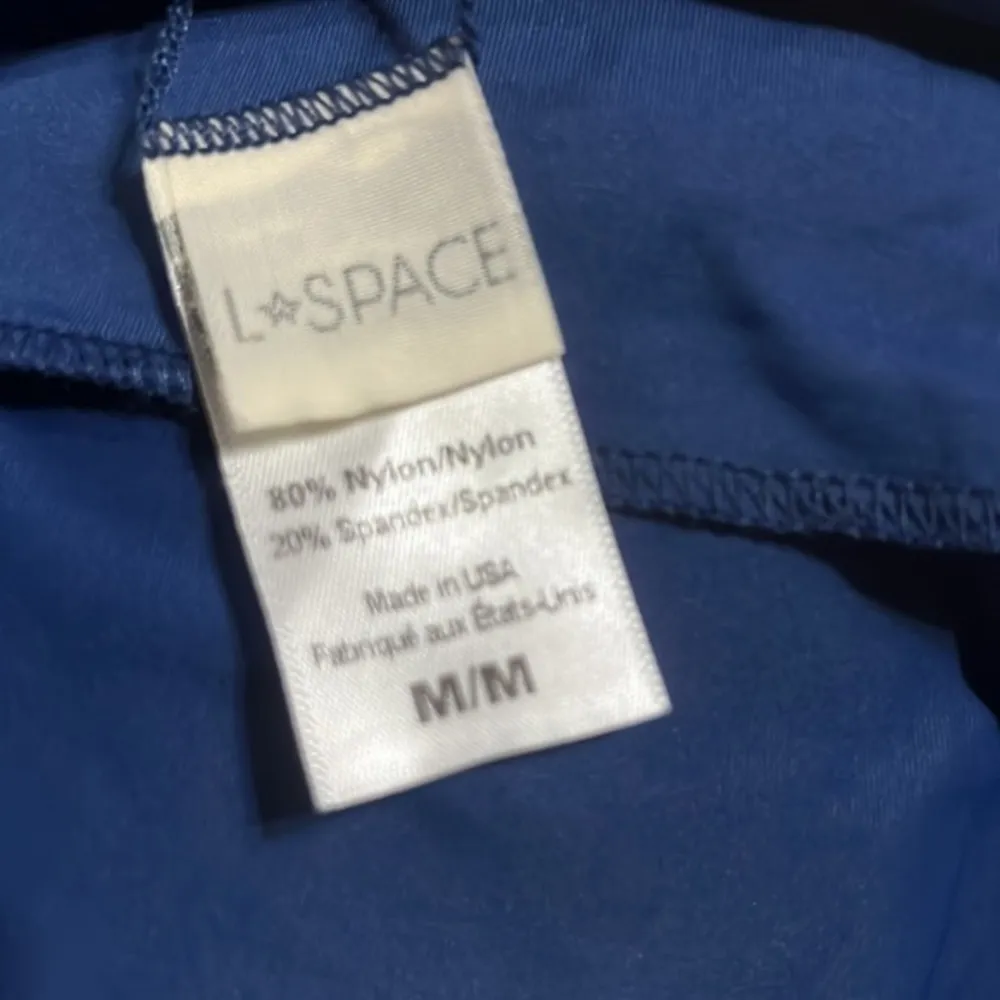 L☆SPACE
80% Nylon/Nylon
20% Spandex/Spandex
Made in USA
Fabriqué aux États-Unis
M/M